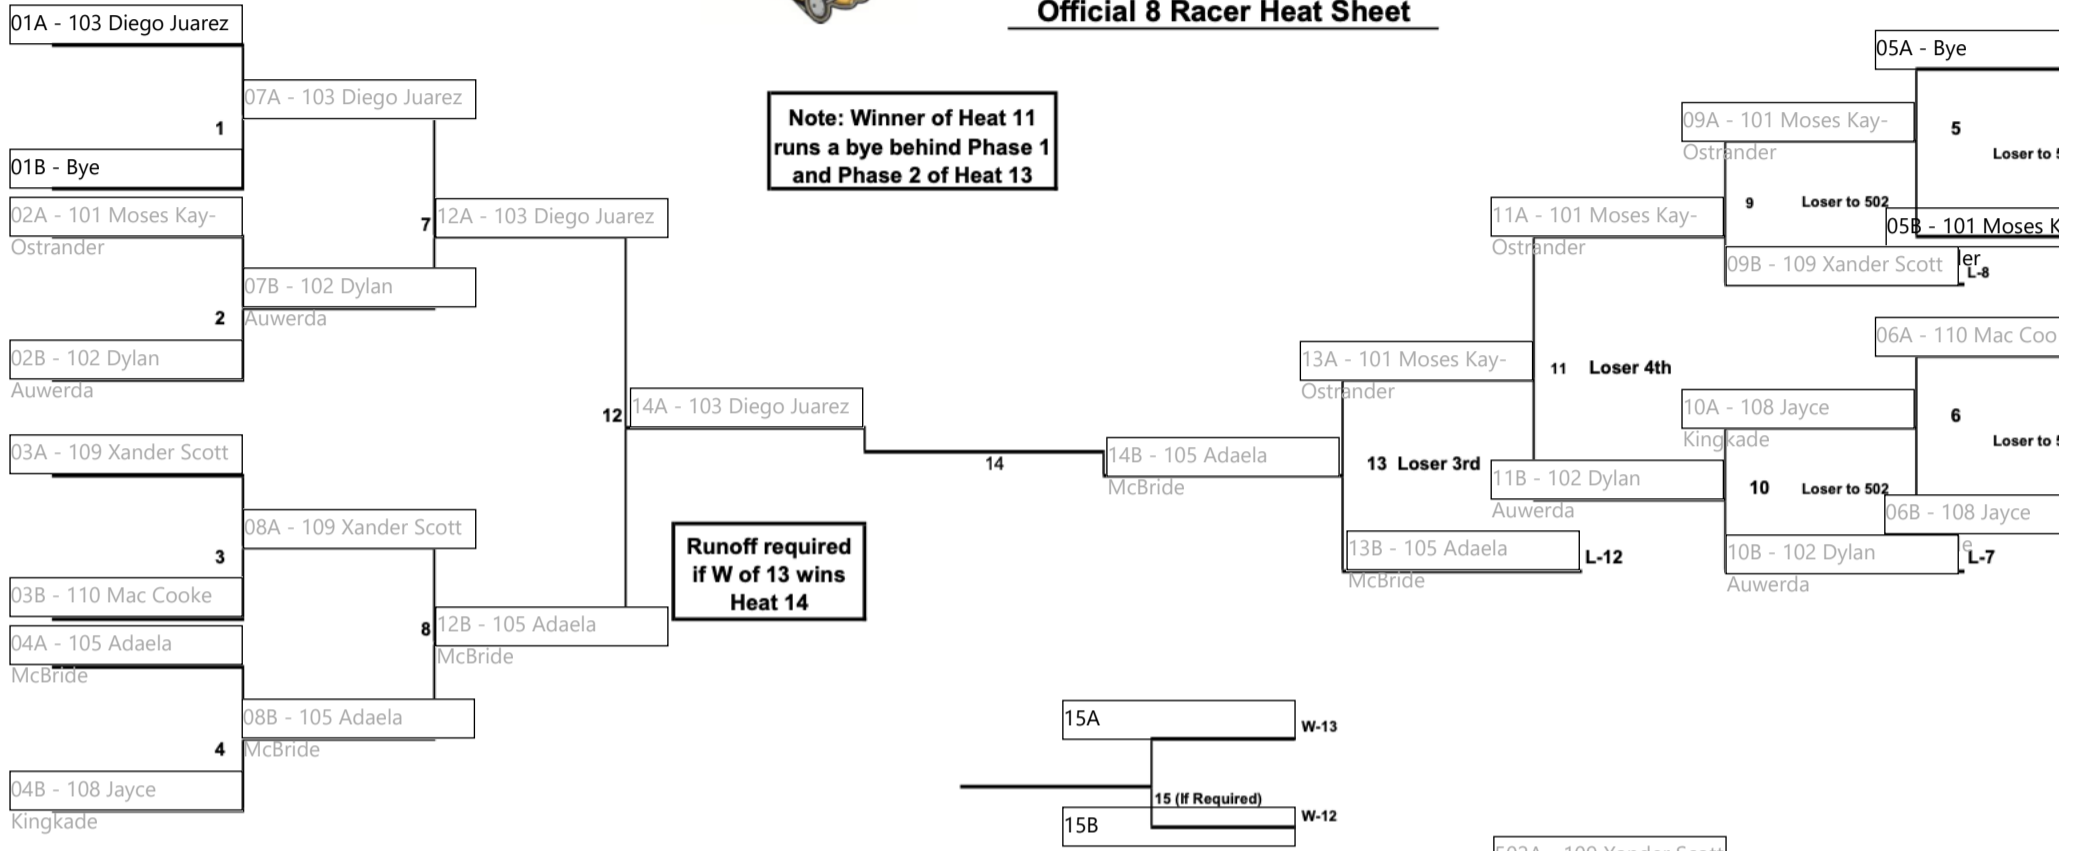 Official 8 Racer Heat Sheet
01A - 103 Diego Juarez
1
01B - Bye
02A - 101 Moses Kay-
Ostrander
2
02B - 102 Dylan
Auwerda
03A - 109 Xander Scott
3
03B - 110 Mac Cooke
04A - 105 Adaela
McBride
4
04B - 108 Jayce
Kingkade
07A - 103 Diego Juarez
7
07B - 102 Dylan
Auwerda
08A - 109 Xander Scott
8
08B - 105 Adaela
McBride
12A - 103 Diego Juarez
12
12B - 105 Adaela
McBride
14A - 103 Diego Juarez
14
14B - 105 Adaela
McBride
Note: Winner of Heat 11
runs a bye behind Phase 1
and Phase 2 of Heat 13
Runoff required
if W of 13 wins
Heat 14
15A
W-13
15 (If Required)
15B
W-12
13A - 101 Moses Kay-
Ostrander
13 Loser 3rd
13B - 105 Adaela
McBride
L-12
11A - 101 Moses Kay-
Ostrander
11 Loser 4th
11B - 102 Dylan
Auwerda
09A - 101 Moses Kay-
Ostrander
9 Loser to 502
09B - 109 Xander Scott
L-8
10A - 108 Jayce
Kingkade
10 Loser to 502
10B - 102 Dylan
Auwerda
L-7
05A - Bye
5
Loser to
05B - 101 Moses K
der
06A - 110 Mac Coo
6
Loser to
06B - 108 Jayce
e
502A - 109 Xander Scott